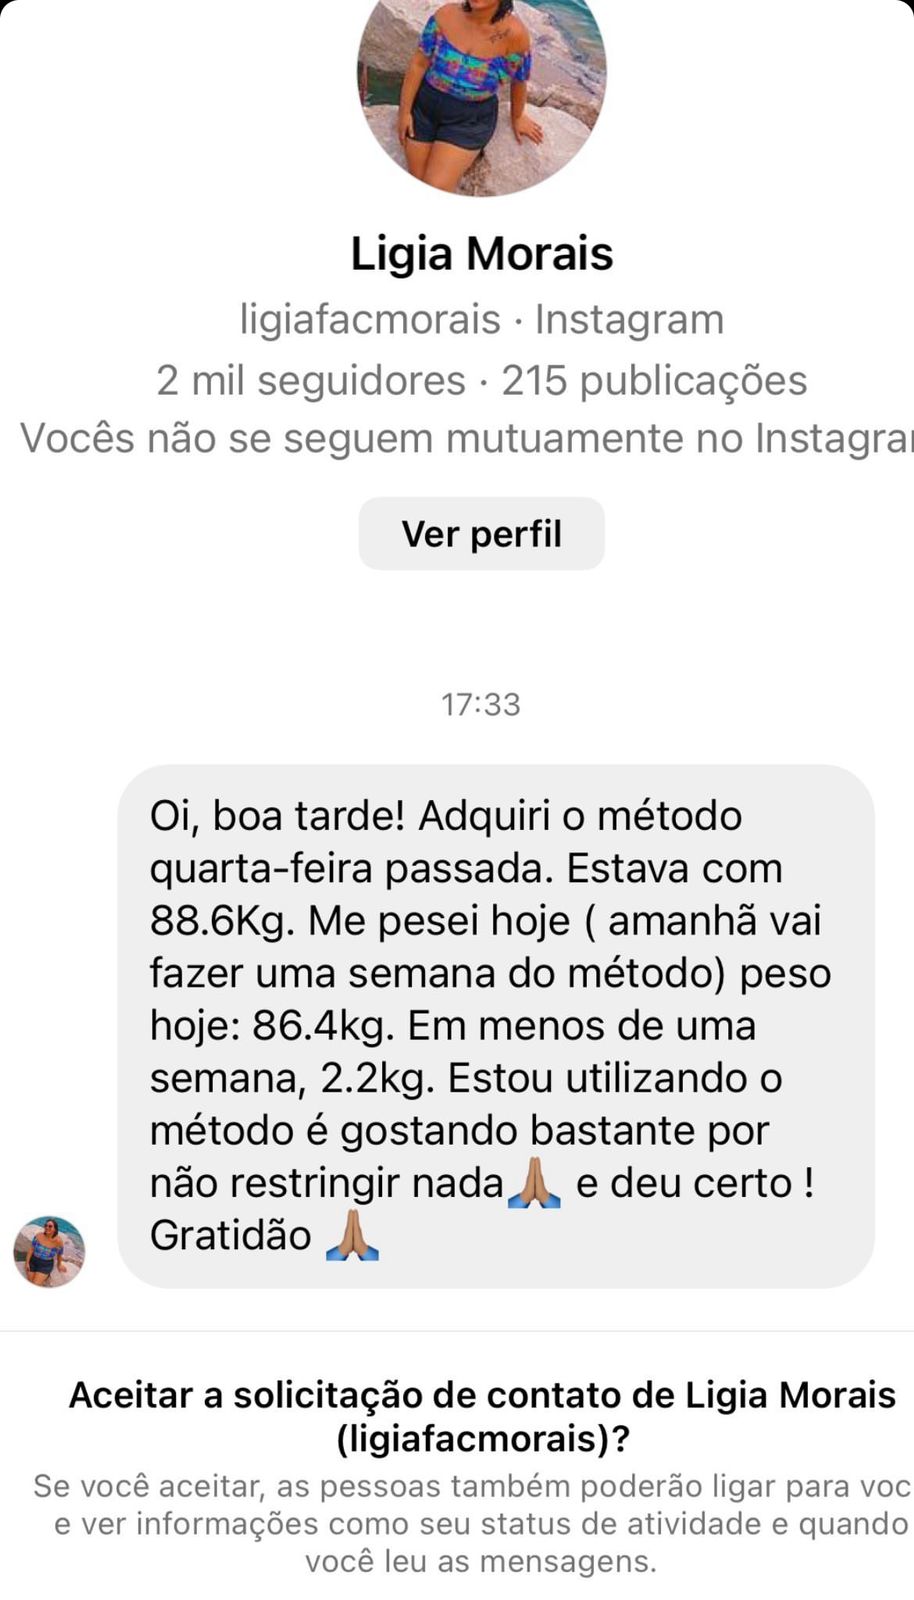 Ligia Morais
ligiafacmorais · Instagram
2 mil seguidores · 215 publicações
Vocês não se seguem mutuamente no Instagram
Ver perfil
17:33
Oi, boa tarde! Adquiri o método
quarta-feira passada. Estava com
88.6Kg. Me pesei hoje ( amanhã vai
fazer uma semana do método) peso
hoje: 86.4kg. Em menos de uma
semana, 2.2kg. Estou utilizando o
método é gostando bastante por
não restringir nada🙏🏽 e deu certo !
Gratidão 🙏🏽
Aceitar a solicitação de contato de Ligia Morais
(ligiafacmorais)?
Se você aceitar, as pessoas também poderão ligar para voc
e ver informações como seu status de atividade e quando
você leu as mensagens.